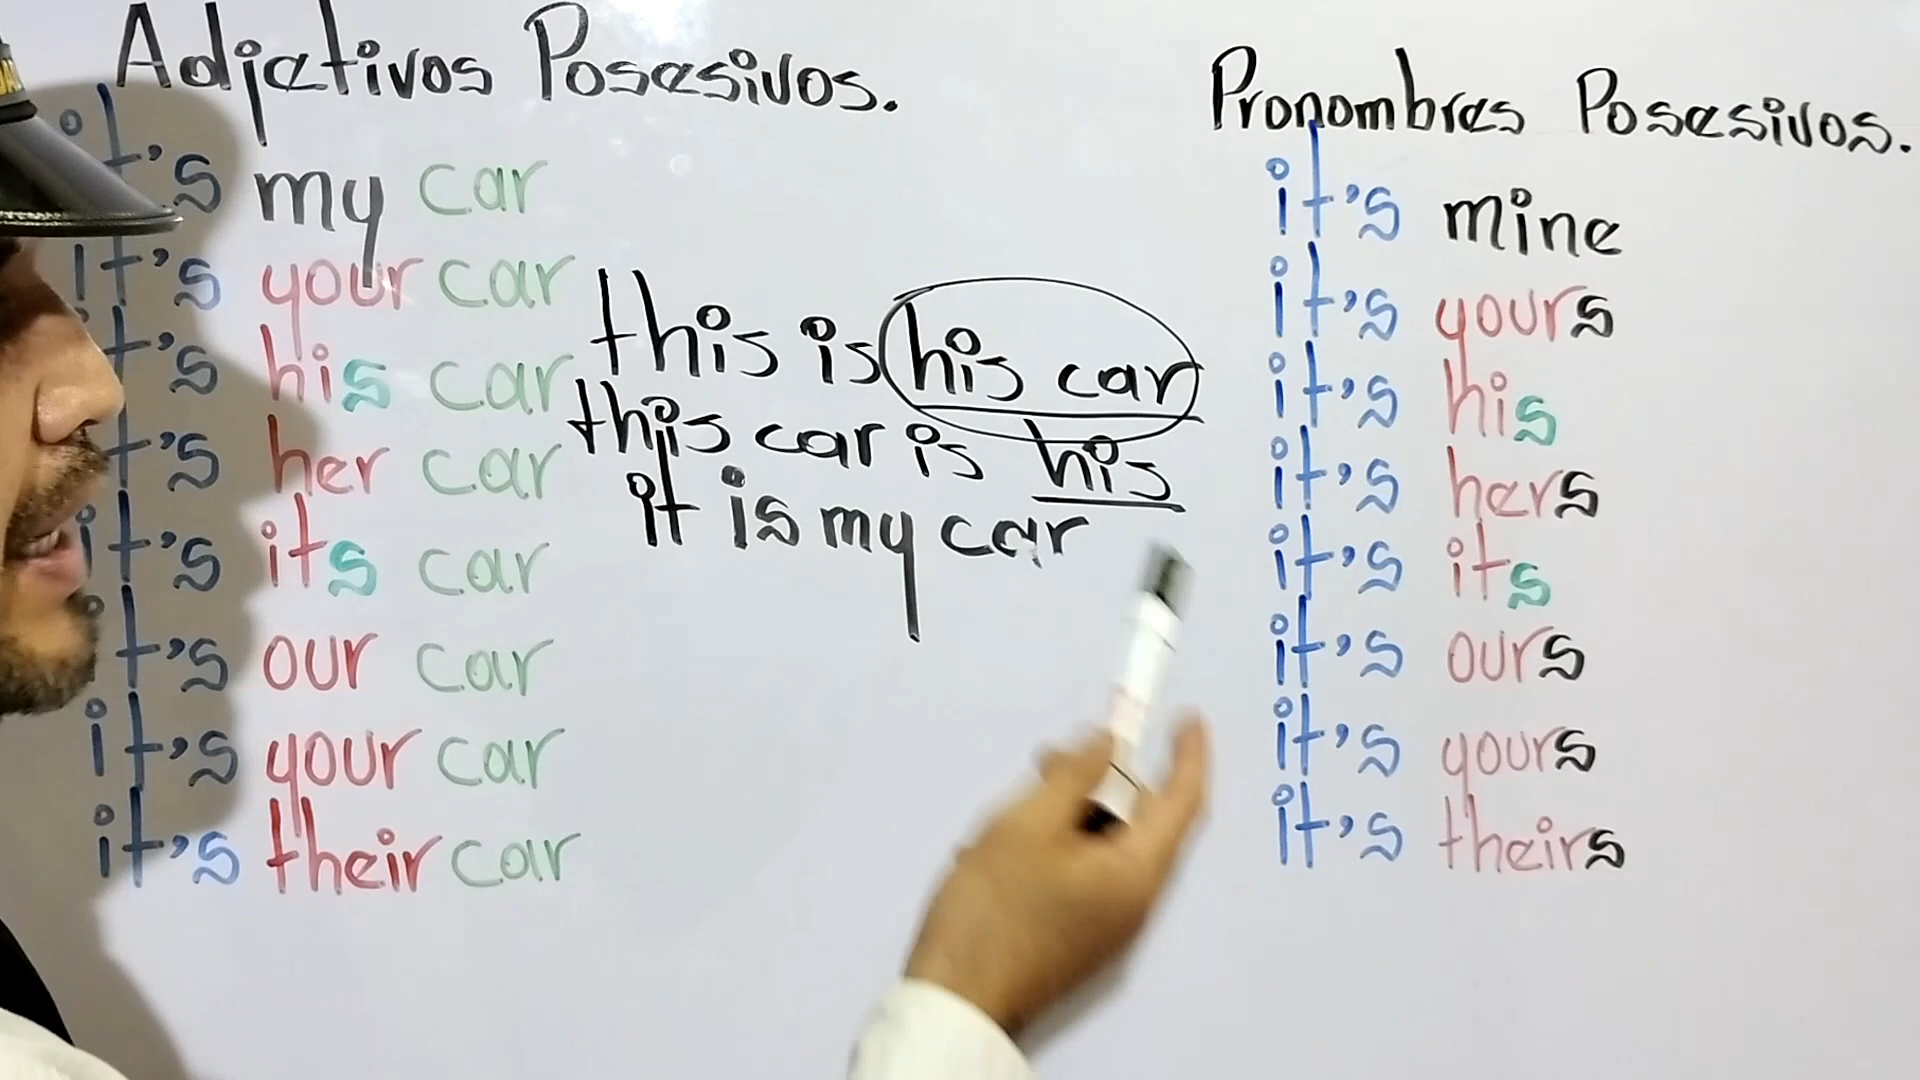 Adjetivos Posesivos.
it's my car
it's your car
it's his car
it's her car
it's its car
it's our car
it's your car
it's their car
this is his car
this car is his
it is my car
Pronombres Posesivos.
it's mine
it's yours
it's his
it's hers
it's its
it's ours
it's yours
it's theirs